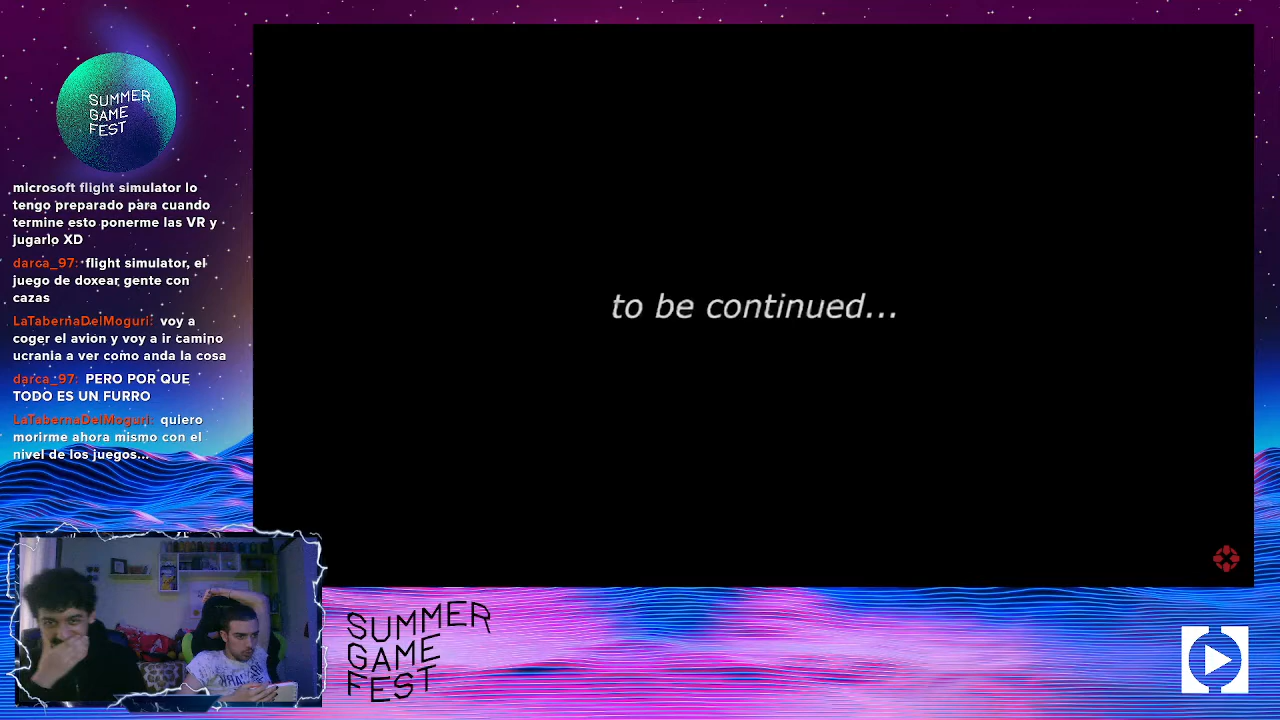 SUMMER
GAME
FEST
microsoft flight simulator lo
tengo preparado para cuando
termine esto ponerme las VR y
jugarlo XD
darca_97: flight simulator, el
juego de doxear gente con
cazas
LaTabernaDelMoguri: voy a
coger el avion y voy a ir camino
ucrania a ver como anda la cosa
darca_97: PERO POR QUE
TODO ES UN FURRO
LaTabernaDelMoguri: quiero
morirme ahora mismo con el
nivel de los juegos...
to be continued...
SUMMER
GAME
FEST